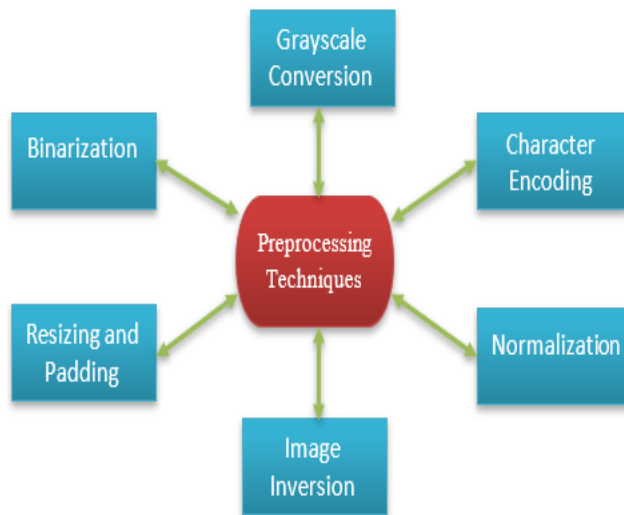 Grayscale
Conversion
Binarization
Character
Encoding
Preprocessing
Techniques
Resizing and
Padding
Normalization
Image
Inversion